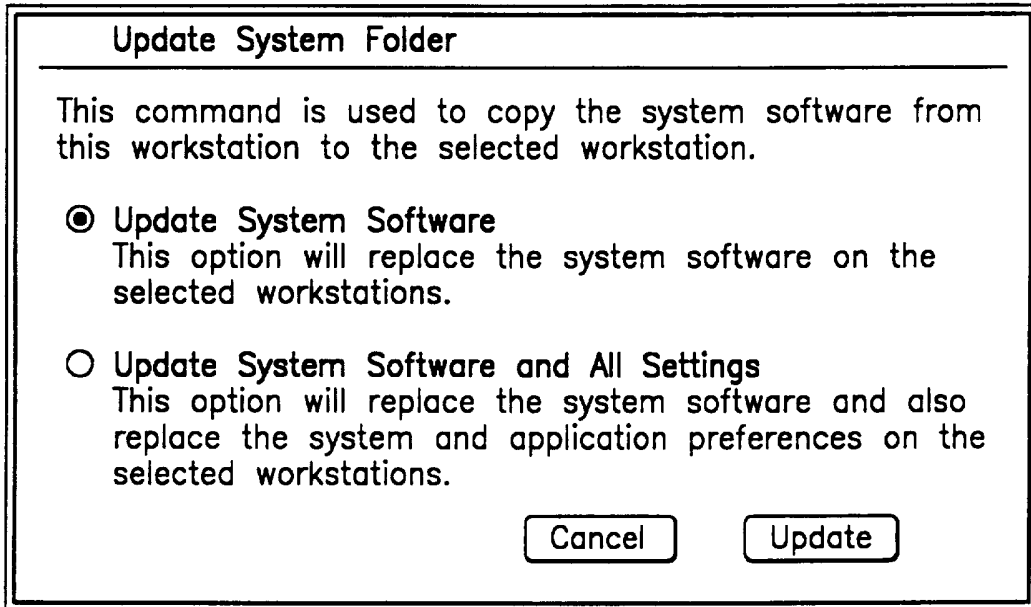 Update System Folder
This command is used to copy the system software from
this workstation to the selected workstation.
Update System Software
This option will replace the system software on the
selected workstations.
Update System Software and All Settings
This option will replace the system software and also
replace the system and application preferences on the
selected workstations.
Cancel Update